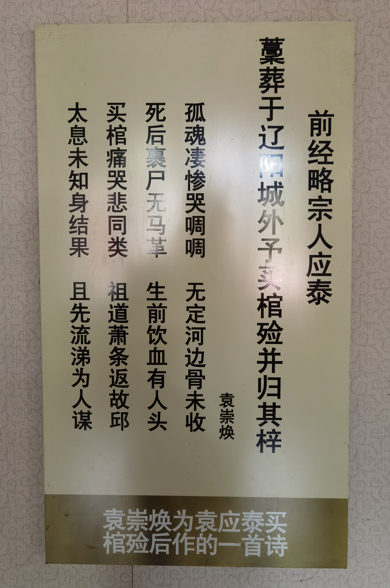 前经略宗人应泰
藁葬于辽阳城外予买棺殓并归其梓
袁崇焕
孤魂凄惨哭啁啁 无定河边骨未收
死后裹尸无马革 生前饮血有人头
买棺痛哭悲同类 祖道萧条返故邱
太息未知身结果 且先流涕为人谋
袁崇焕为袁应泰买
棺殓后作的一首诗